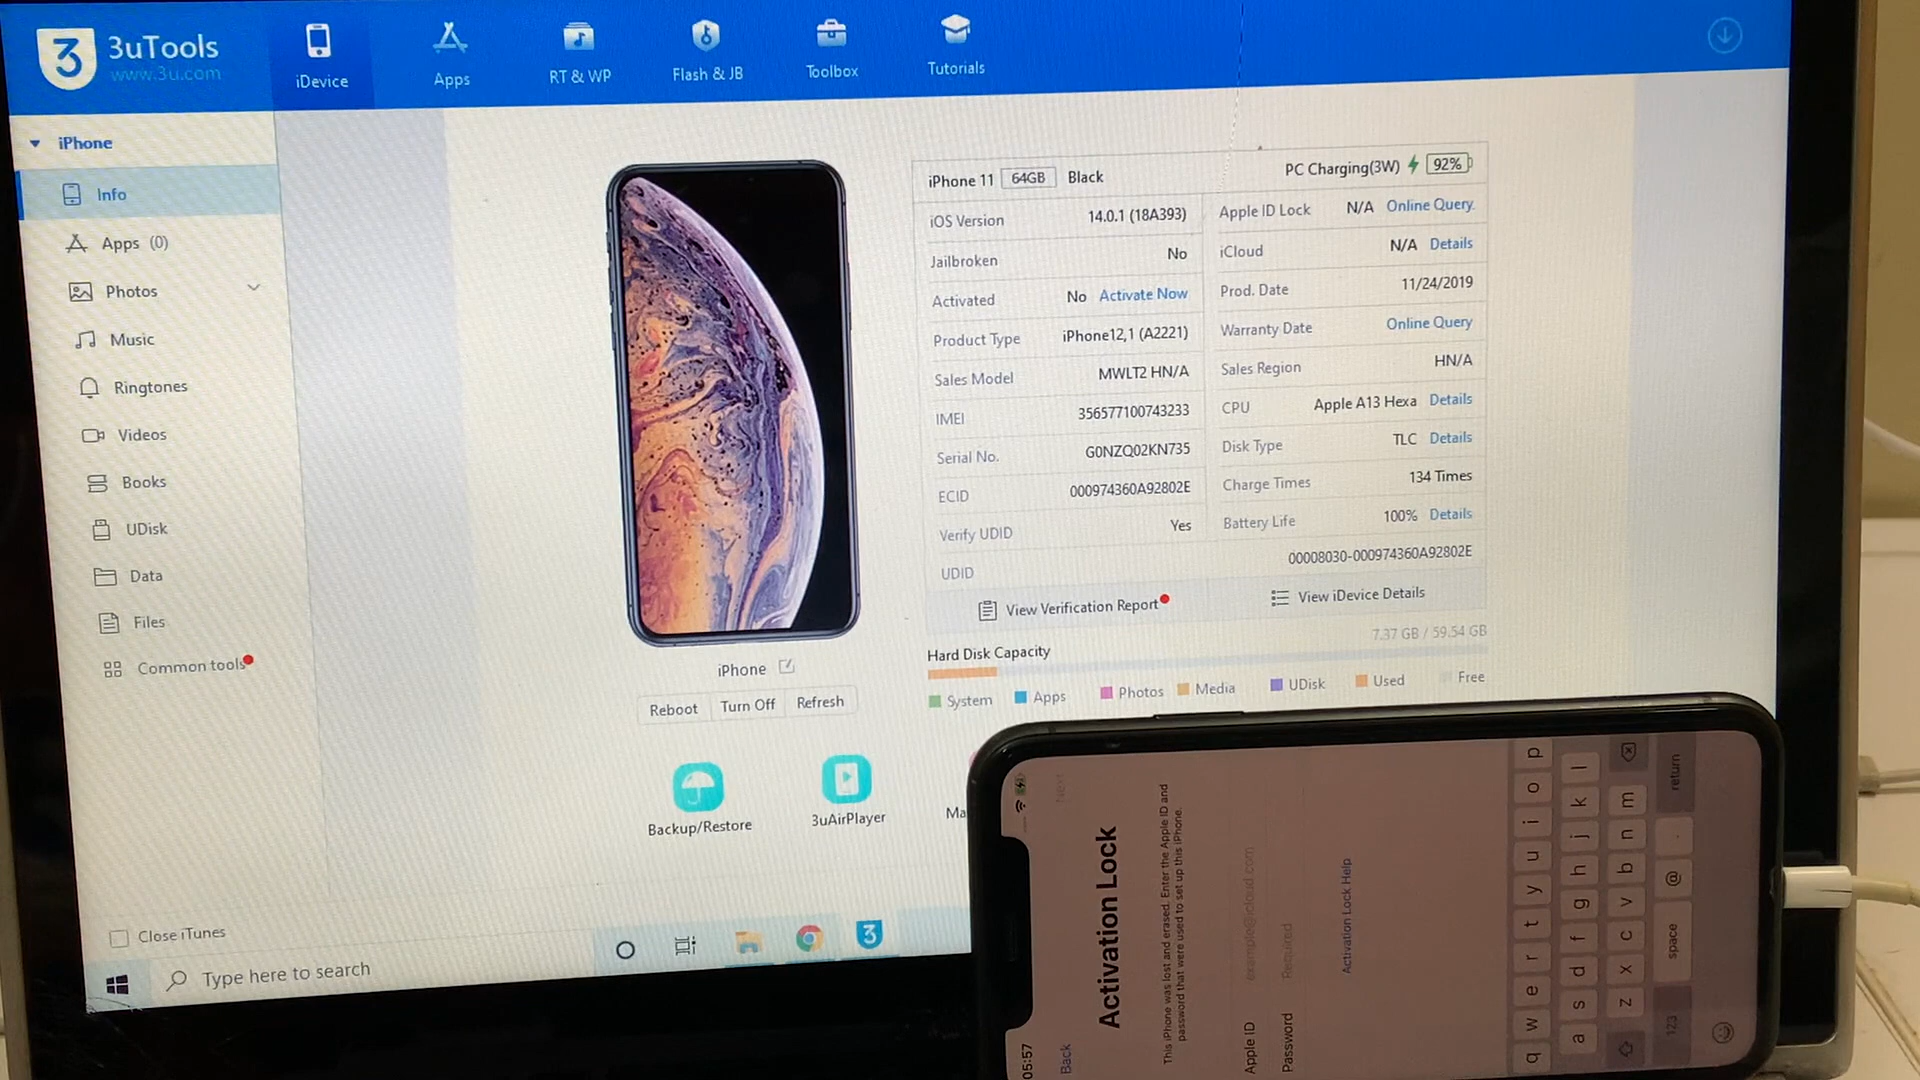 3uTools
www.3u.com
iDevice
Apps
RT & WP
Flash & JB
Toolbox
Tutorials
iPhone
Info
Apps (0)
Photos
Music
Ringtones
Videos
Books
UDisk
Data
Files
Common tools
Close iTunes
iPhone
Reboot
Turn Off
Refresh
Backup/Restore
3uAirPlayer
Ma
iPhone 11 64GB Black
PC Charging(3W) 92%
iOS Version 14.0.1 (18A393)
Apple ID Lock N/A Online Query.
Jailbroken No
iCloud N/A Details
Activated No Activate Now
Prod. Date 11/24/2019
Product Type iPhone12,1 (A2221)
Warranty Date Online Query
Sales Model MWLT2 HN/A
Sales Region HN/A
IMEI 356577100743233
CPU Apple A13 Hexa Details
Serial No. G0NZQ02KN735
Disk Type TLC Details
ECID 000974360A92802E
Charge Times 134 Times
Verify UDID Yes
Battery Life 100% Details
UDID 00008030-000974360A92802E
View Verification Report
View iDevice Details
Hard Disk Capacity 7.37 GB / 59.54 GB
System Apps Photos Media UDisk Used Free
Type here to search
3
05:57
Back Next
Activation Lock
This iPhone was lost and erased. Enter the Apple ID and
password that were used to set up this iPhone.
Apple ID example@icloud.com
Password Required
Activation Lock Help
q w e r t y u i o p
a s d f g h j k l
z x c v b n m
123 space @ . return